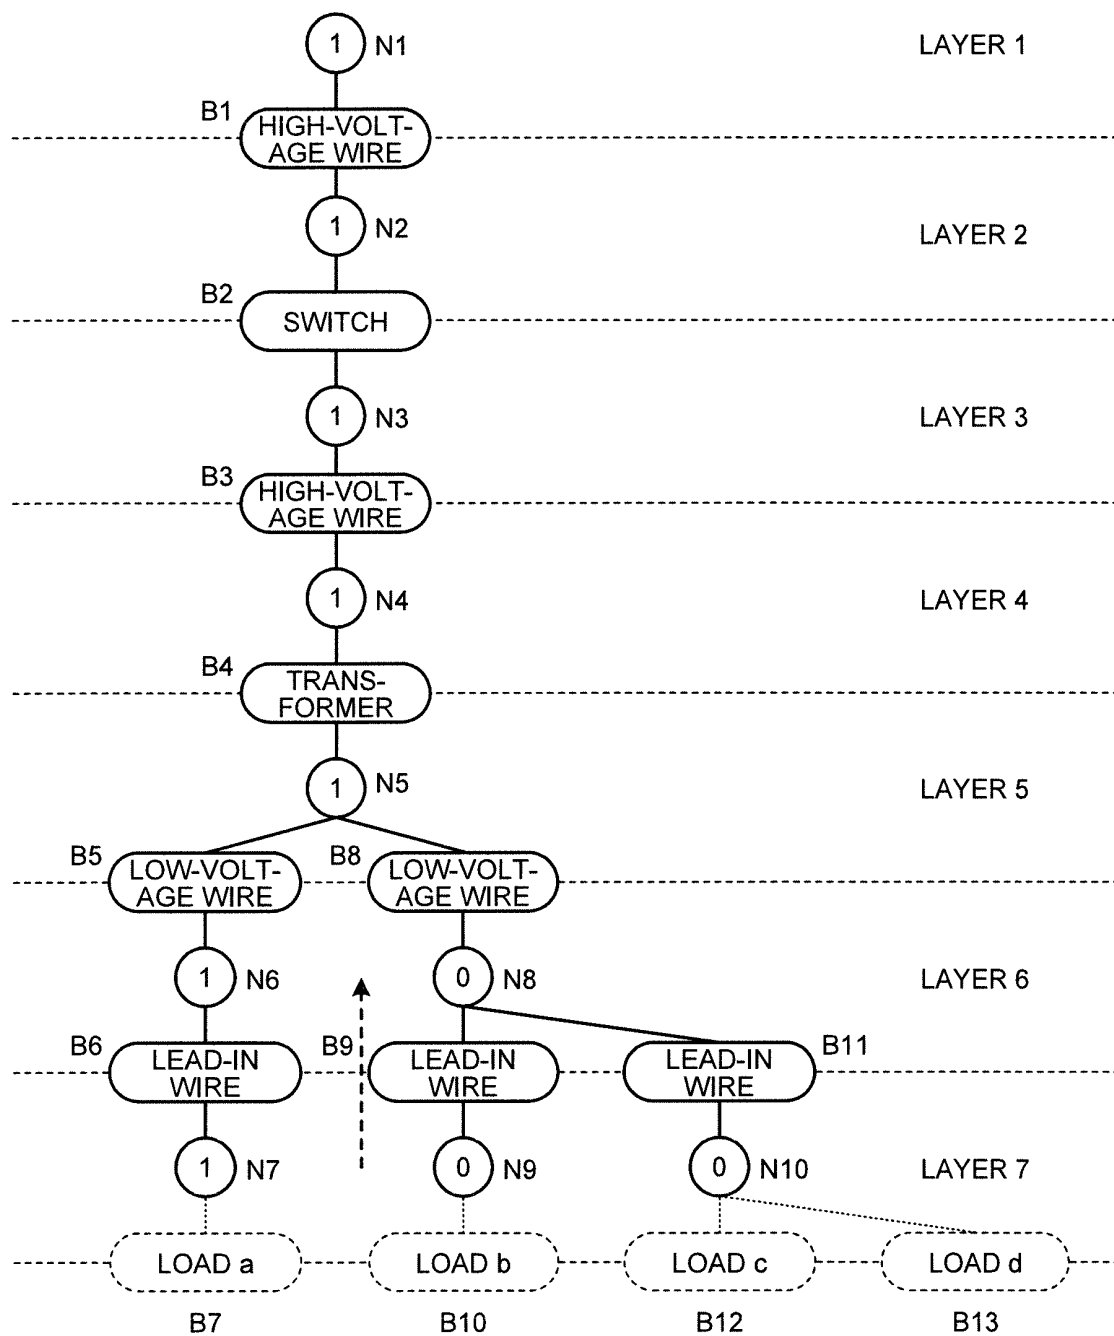 1 N1 LAYER 1
B1
HIGH-VOLT-
AGE WIRE
1 N2 LAYER 2
B2
SWITCH
1 N3 LAYER 3
B3
HIGH-VOLT-
AGE WIRE
1 N4 LAYER 4
B4
TRANS-
FORMER
1 N5 LAYER 5
B5 B8
LOW-VOLT- LOW-VOLT-
AGE WIRE AGE WIRE
1 N6 0 N8 LAYER 6
B6 B9 B11
LEAD-IN LEAD-IN LEAD-IN
WIRE WIRE WIRE
1 N7 0 N9 0 N10 LAYER 7
LOAD a LOAD b LOAD c LOAD d
B7 B10 B12 B13